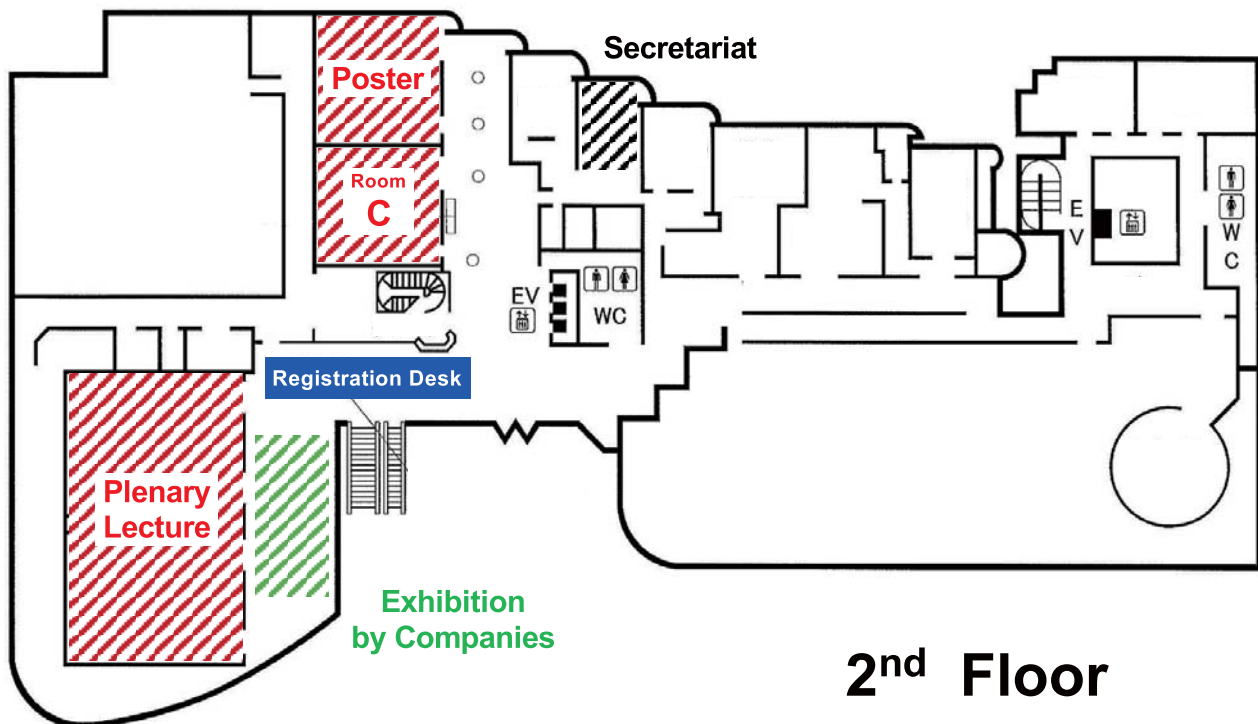 Secretariat
Poster
Room
C
E
V
W
C
EV
WC
Registration Desk
Plenary
Lecture
Exhibition
by Companies
2nd Floor